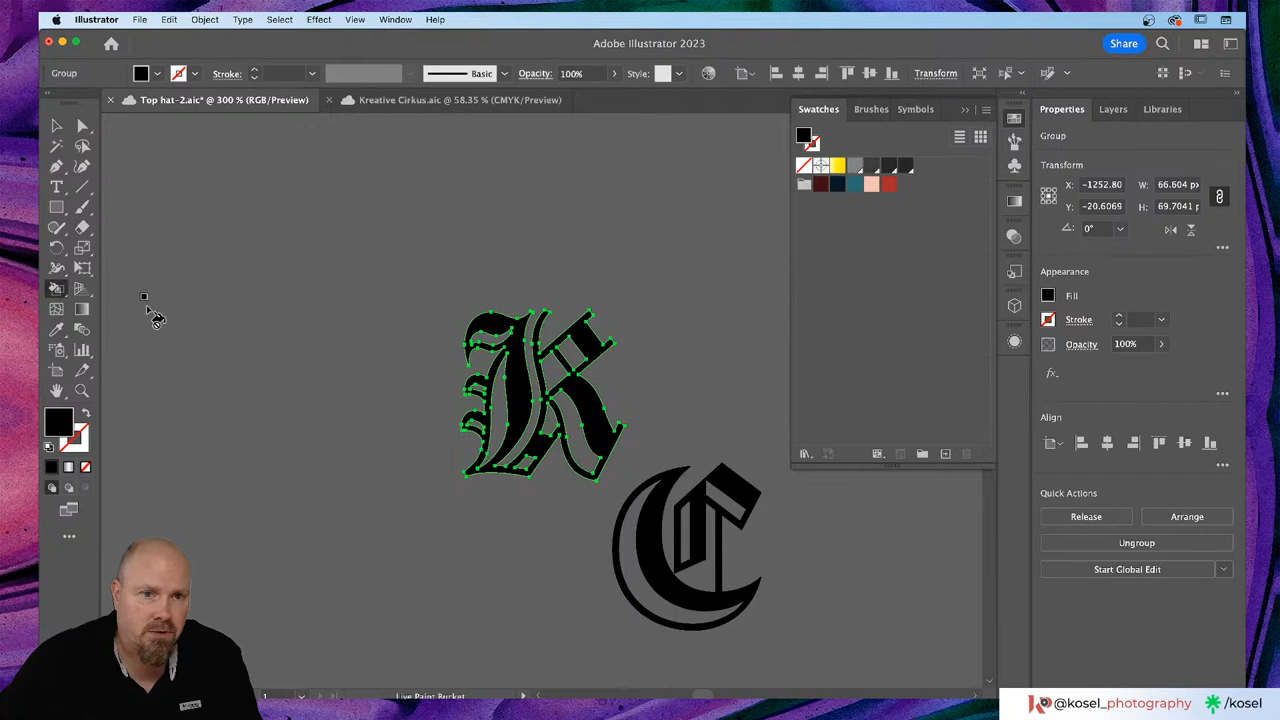 Illustrator File Edit Object Type Select Effect View Window Help
Adobe Illustrator 2023
Share
Group Stroke: Basic Opacity: 100% Style: Transform
Top hat-2.aic* @ 300 % (RGB/Preview)
Kreative Cirkus.aic @ 58.35 % (CMYK/Preview)
Swatches Brushes Symbols
Properties Layers Libraries
Group
Transform
X: -1252.80 W: 66.604 px
Y: -20.6069 H: 69.7041 p
0°
Appearance
Fill
Stroke
Opacity 100%
fx.
Align
Quick Actions
Release Arrange
Ungroup
Start Global Edit
K
C
1 Live Paint Bucket
@kosel_photography /kosel